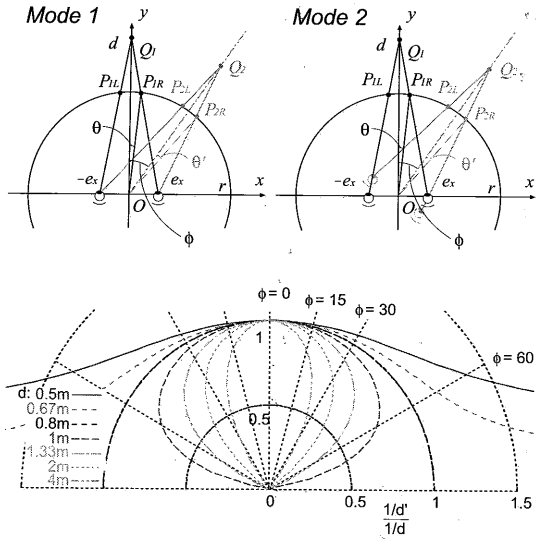 Mode 1
y
d
Q1
Q2
P1L
P1R
P2L
P2R
θ
θ'
-ex
ex
r
x
O
ϕ
Mode 2
y
d
Q1
Q2
P1L
P1R
P2L
P2R
θ
θ'
-ex
ex
r
x
O
ϕ
ϕ= 0
ϕ= 15
ϕ= 30
ϕ= 60
1
0.5
d: 0.5m
0.67m
0.8m
1m
1.33m
2m
4m
0
0.5
1
1.5
1/d'
1/d